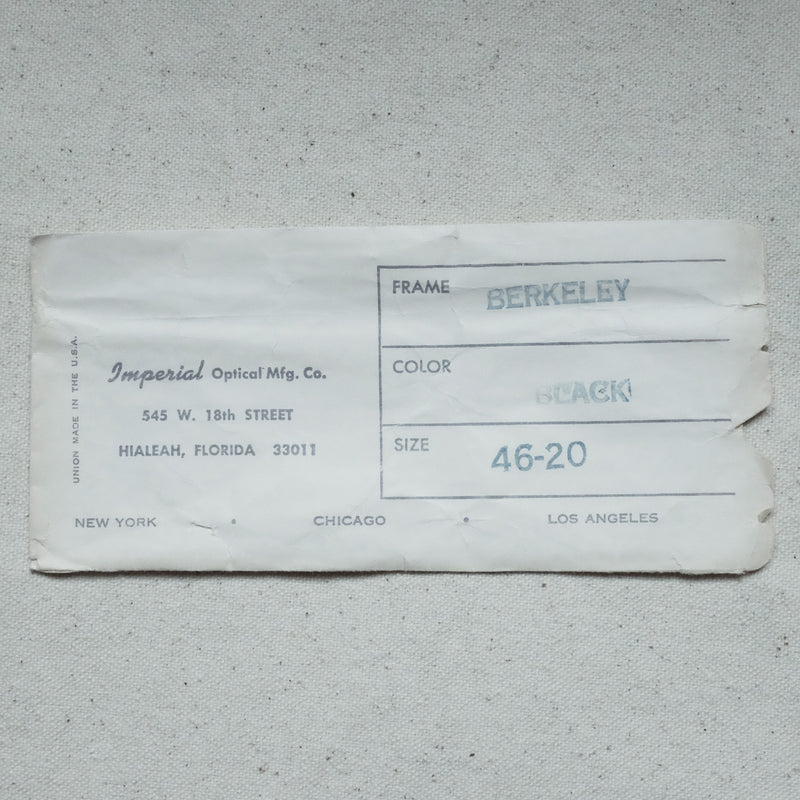 UNION MADE IN THE U.S.A.
Imperial Optical Mfg. Co.
545 W. 18th STREET
HIALEAH, FLORIDA 33011
FRAME BERKELEY
COLOR BLACK
SIZE 46-20
NEW YORK • CHICAGO • LOS ANGELES